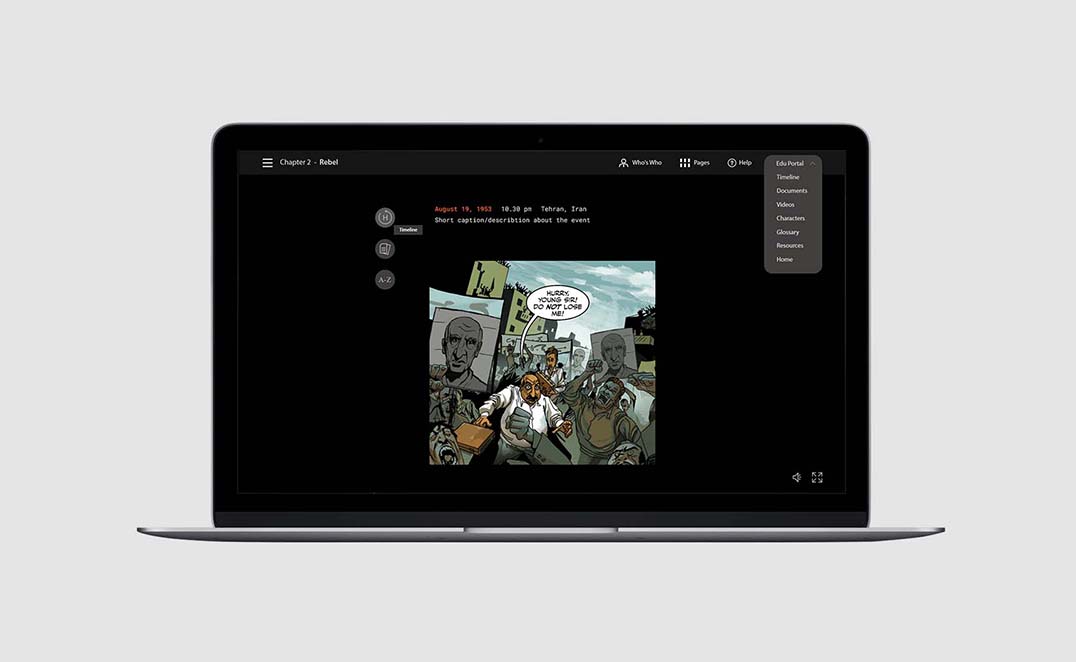 Chapter 2 - Rebel
Who's Who
Pages
Help
Edu Portal
Timeline
Documents
Videos
Characters
Glossary
Resources
Home
August 19, 1953 10.30 pm Tehran, Iran
Short caption/describtion about the event
H
Timeline
A-Z
HURRY,
YOUNG SIR!
DO NOT LOSE
ME!